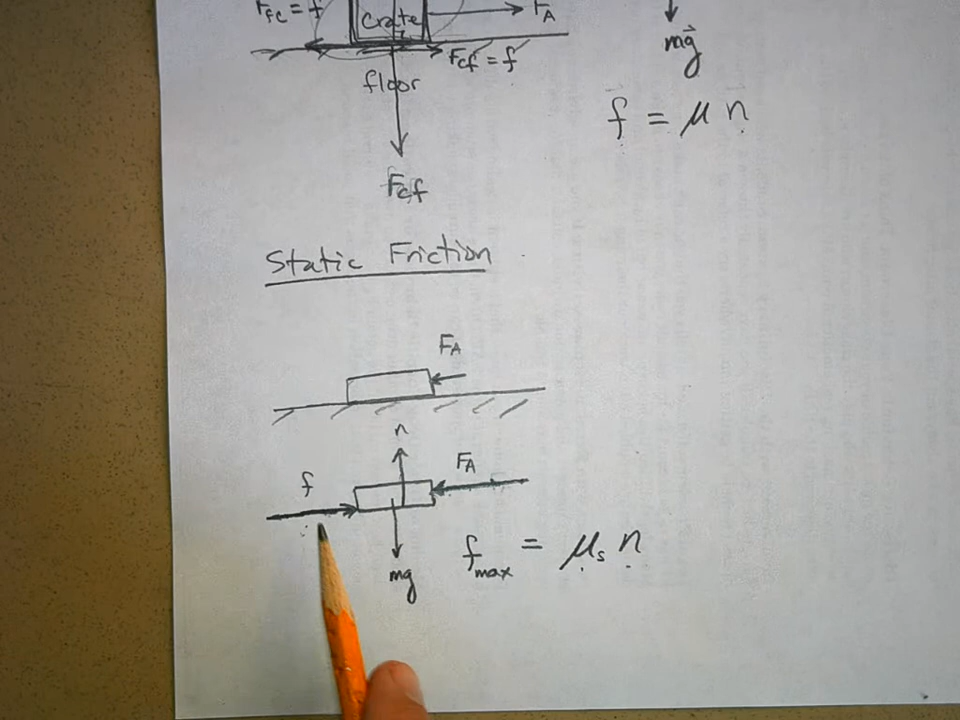 F_fc = f
Crate
F_A
F_cf = f
floor
mg⃗
f = μ n
F_cf
Static Friction
F_A
n
F_A
f
mg
f_max = μ_s n